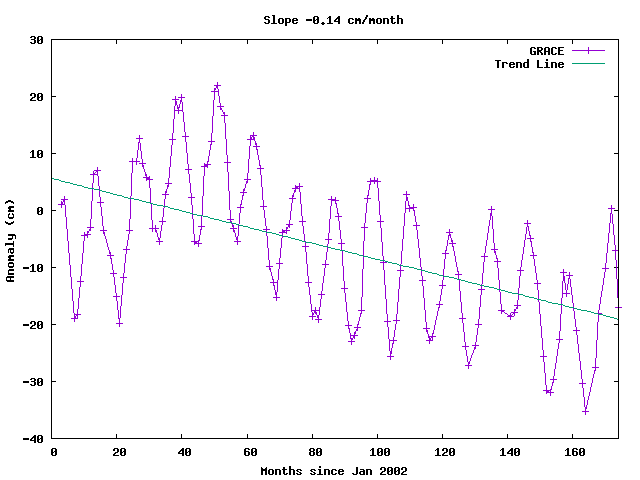 Slope -0.14 cm/month
GRACE
Trend Line
30
20
10
0
-10
-20
-30
-40
Anomaly (cm)
0 20 40 60 80 100 120 140 160
Months since Jan 2002